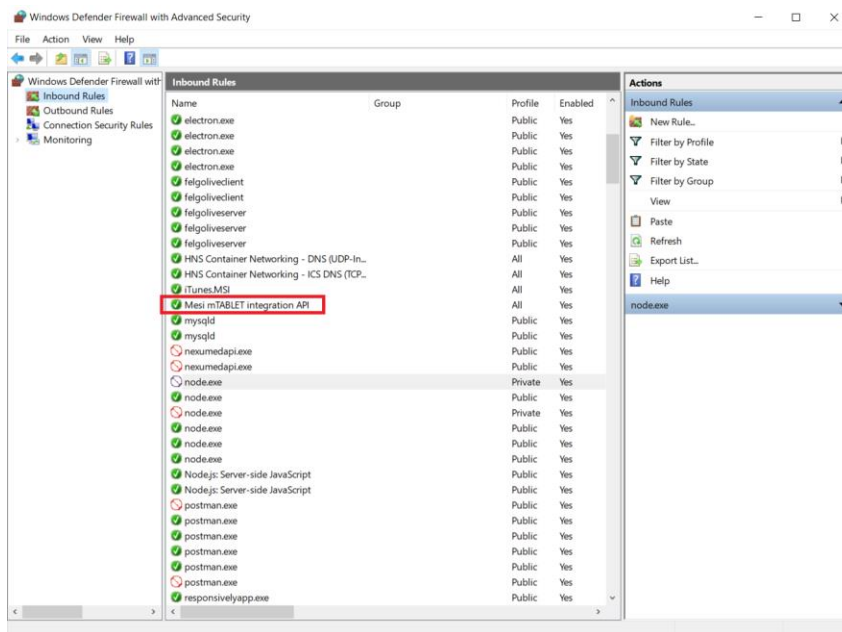 Windows Defender Firewall with Advanced Security
File Action View Help
Windows Defender Firewall with
Inbound Rules
Outbound Rules
Connection Security Rules
Monitoring
Inbound Rules
Name Group Profile Enabled
electron.exe Public Yes
electron.exe Public Yes
electron.exe Public Yes
electron.exe Public Yes
felgoliveclient Public Yes
felgoliveclient Public Yes
felgoliveserver Public Yes
felgoliveserver Public Yes
felgoliveserver Public Yes
HNS Container Networking - DNS (UDP-In... All Yes
HNS Container Networking - ICS DNS (TCP... All Yes
iTunes.MSI All Yes
Mesi mTABLET integration API All Yes
mysqld Public Yes
mysqld Public Yes
nexumedapi.exe Public Yes
nexumedapi.exe Public Yes
node.exe Private Yes
node.exe Public Yes
node.exe Private Yes
node.exe Public Yes
node.exe Public Yes
node.exe Public Yes
Node.js: Server-side JavaScript Public Yes
Node.js: Server-side JavaScript Public Yes
postman.exe Public Yes
postman.exe Public Yes
postman.exe Public Yes
postman.exe Public Yes
postman.exe Public Yes
postman.exe Public Yes
responsivelyapp.exe Public Yes
Actions
Inbound Rules
New Rule...
Filter by Profile
Filter by State
Filter by Group
View
Paste
Refresh
Export List...
Help
node.exe